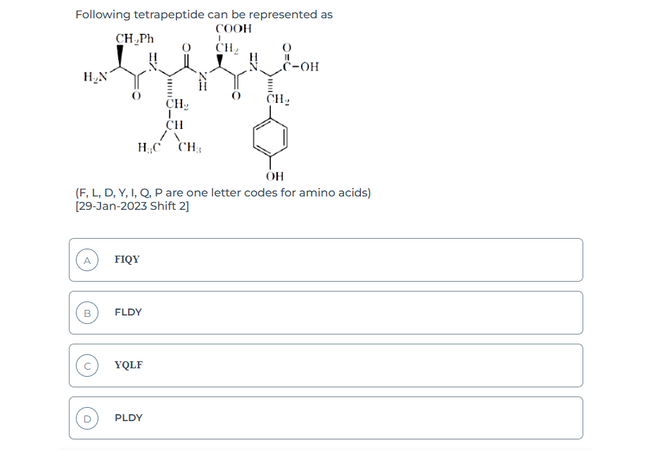 Following tetrapeptide can be represented as
COOH
CH₂Ph
O
CH₂
H
N
H
N
O
C-OH
H₂N
N
H
O
O
CH₂
CH₂
CH
H₃C CH₃
OH
(F, L, D, Y, I, Q, P are one letter codes for amino acids)
[29-Jan-2023 Shift 2]
A FIQY
B FLDY
C YQLF
D PLDY